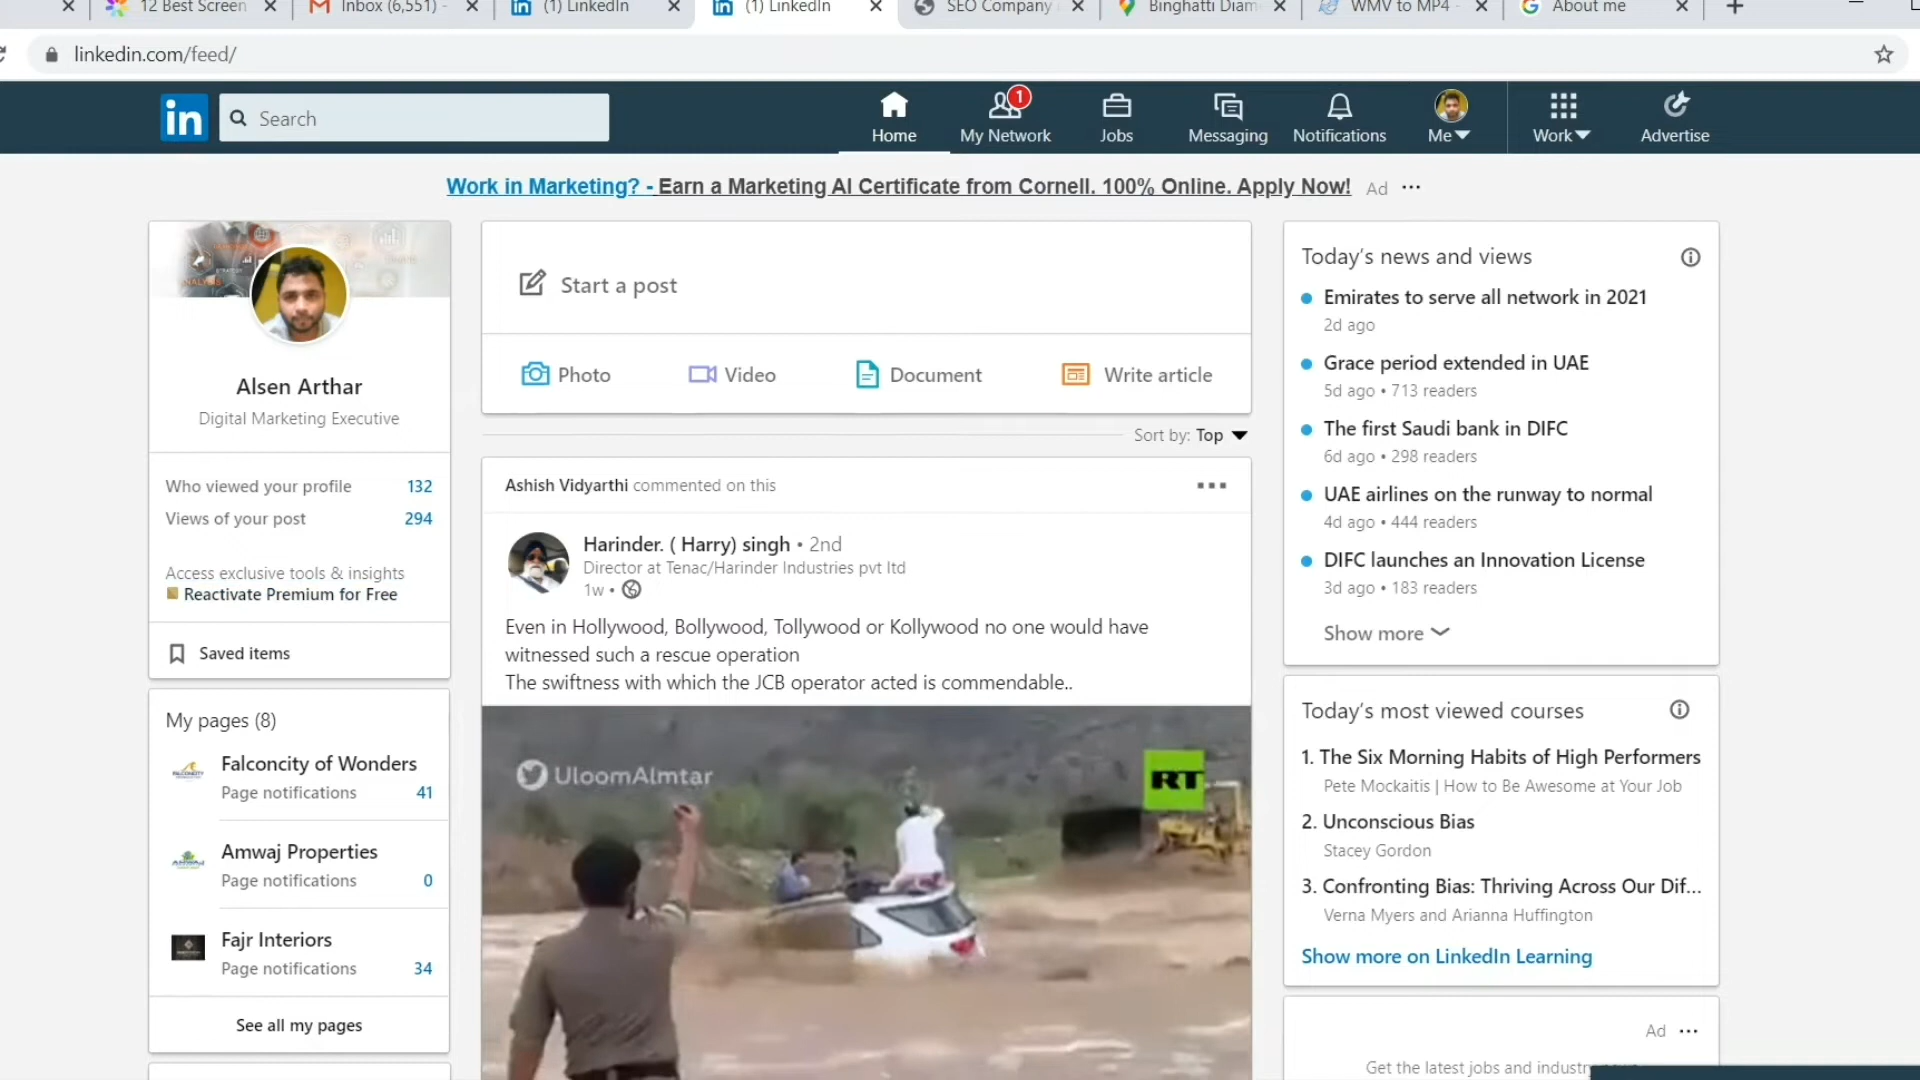 12 Best Screen
Inbox (6,551) -
(1) LinkedIn
(1) LinkedIn
SEO Company
Binghatti Diam
WMV to MP4 -
About me
linkedin.com/feed/
in
Search
Home
My Network
1
Jobs
Messaging
Notifications
Me
Work
Advertise
Work in Marketing? - Earn a Marketing AI Certificate from Cornell. 100% Online. Apply Now! Ad
Alsen Arthar
Digital Marketing Executive
Who viewed your profile 132
Views of your post 294
Access exclusive tools & insights
Reactivate Premium for Free
Saved items
My pages (8)
Falconcity of Wonders
Page notifications 41
Amwaj Properties
Page notifications 0
Fajr Interiors
Page notifications 34
See all my pages
Start a post
Photo
Video
Document
Write article
Sort by: Top
Ashish Vidyarthi commented on this
Harinder. ( Harry) singh • 2nd
Director at Tenac/Harinder Industries pvt ltd
1w •
Even in Hollywood, Bollywood, Tollywood or Kollywood no one would have
witnessed such a rescue operation
The swiftness with which the JCB operator acted is commendable..
UloomAlmtar
RT
Today's news and views
Emirates to serve all network in 2021
2d ago
Grace period extended in UAE
5d ago • 713 readers
The first Saudi bank in DIFC
6d ago • 298 readers
UAE airlines on the runway to normal
4d ago • 444 readers
DIFC launches an Innovation License
3d ago • 183 readers
Show more
Today's most viewed courses
1. The Six Morning Habits of High Performers
Pete Mockaitis | How to Be Awesome at Your Job
2. Unconscious Bias
Stacey Gordon
3. Confronting Bias: Thriving Across Our Dif...
Verna Myers and Arianna Huffington
Show more on LinkedIn Learning
Ad
Get the latest jobs and industry